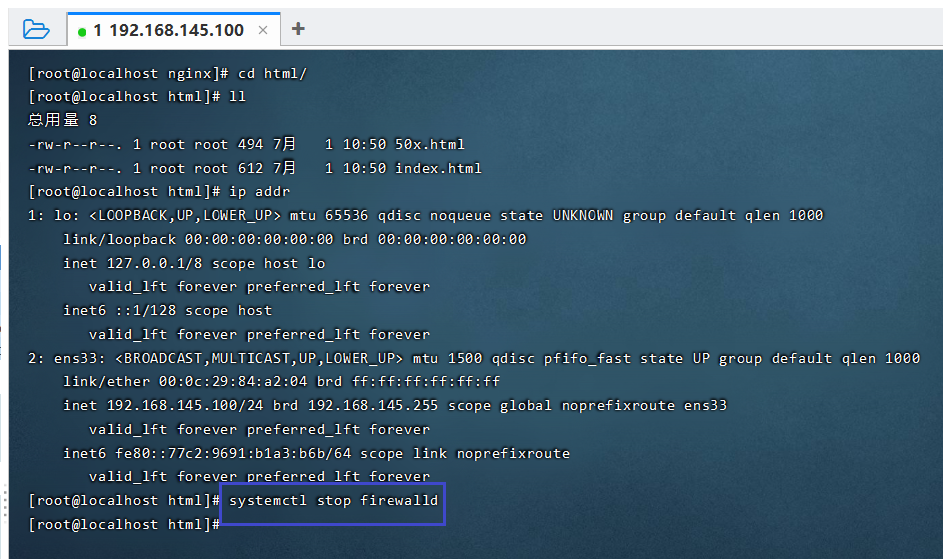 1 192.168.145.100 × +
[root@localhost nginx]# cd html/
[root@localhost html]# ll
总用量 8
-rw-r--r--. 1 root root 494 7月   1 10:50 50x.html
-rw-r--r--. 1 root root 612 7月   1 10:50 index.html
[root@localhost html]# ip addr
1: lo: <LOOPBACK,UP,LOWER_UP> mtu 65536 qdisc noqueue state UNKNOWN group default qlen 1000
    link/loopback 00:00:00:00:00:00 brd 00:00:00:00:00:00
    inet 127.0.0.1/8 scope host lo
       valid_lft forever preferred_lft forever
    inet6 ::1/128 scope host
       valid_lft forever preferred_lft forever
2: ens33: <BROADCAST,MULTICAST,UP,LOWER_UP> mtu 1500 qdisc pfifo_fast state UP group default qlen 1000
    link/ether 00:0c:29:84:a2:04 brd ff:ff:ff:ff:ff:ff
    inet 192.168.145.100/24 brd 192.168.145.255 scope global noprefixroute ens33
       valid_lft forever preferred_lft forever
    inet6 fe80::77c2:9691:b1a3:b6b/64 scope link noprefixroute
       valid_lft forever preferred_lft forever
[root@localhost html]# systemctl stop firewalld
[root@localhost html]#